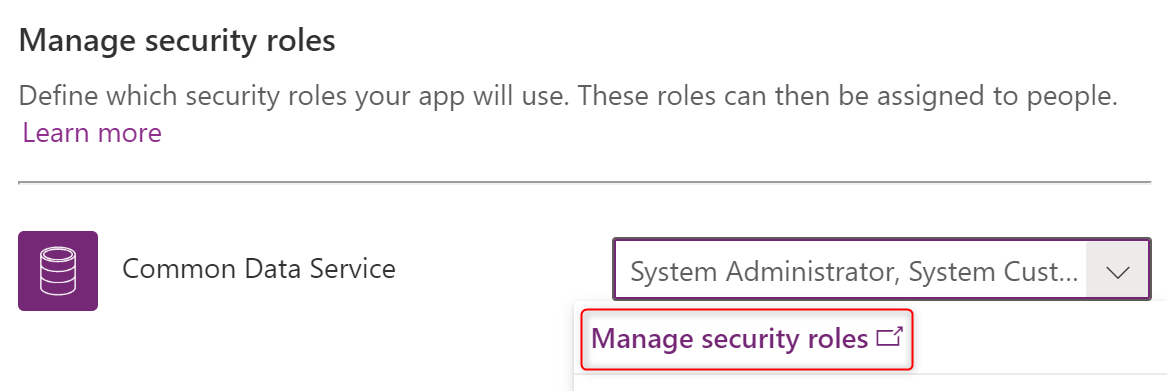 Manage security roles
Define which security roles your app will use. These roles can then be assigned to people.
Learn more
Common Data Service
System Administrator, System Cust...
Manage security roles